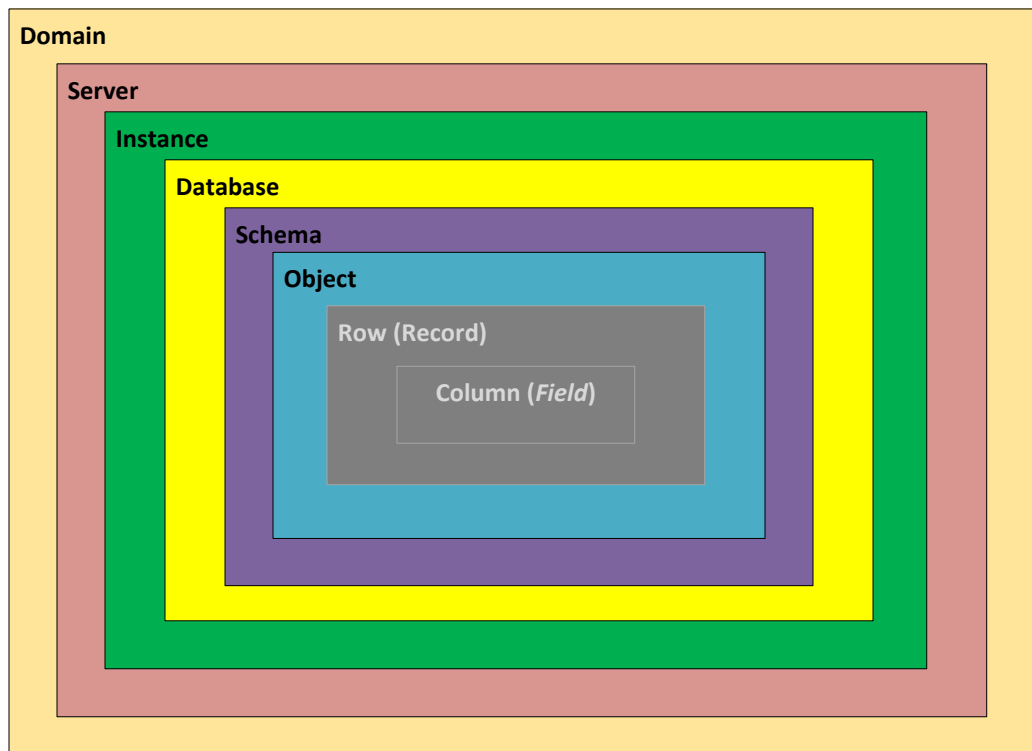 Domain
Server
Instance
Database
Schema
Object
Row (Record)
Column (Field)